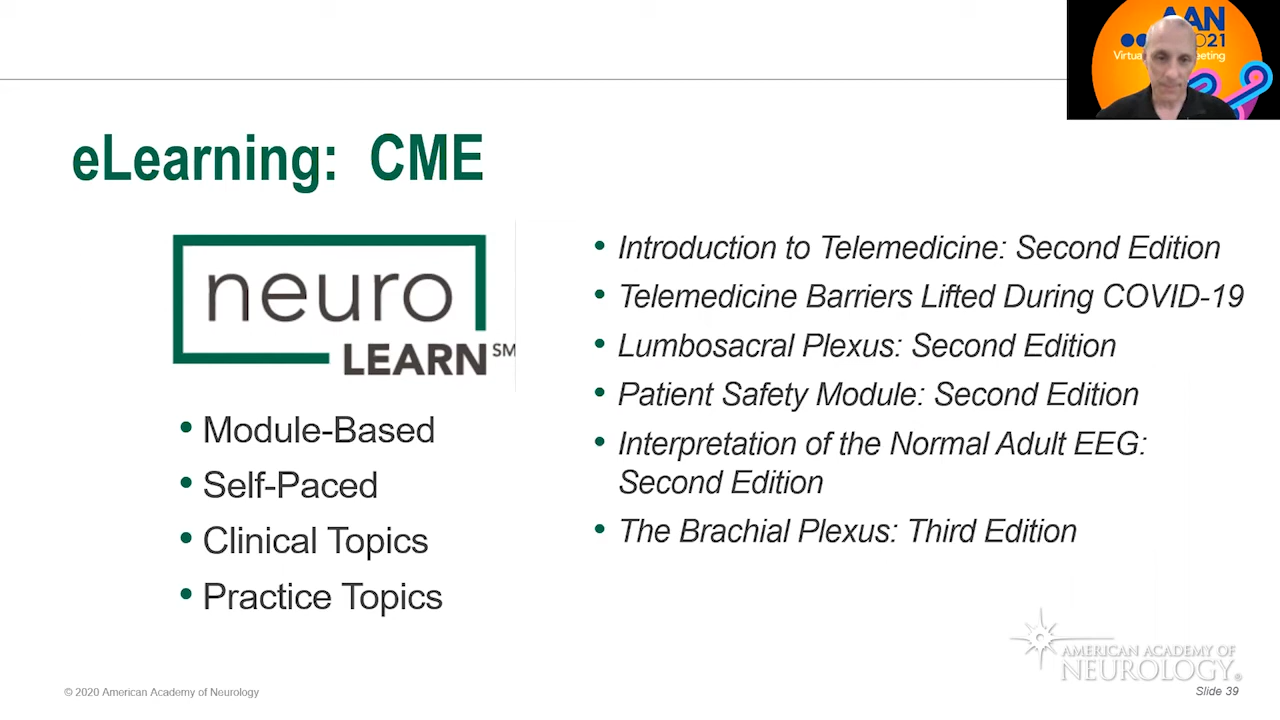 AAN
21
Virtual
eeting
eLearning: CME
neuro
LEARN SM
• Module-Based
• Self-Paced
• Clinical Topics
• Practice Topics
• Introduction to Telemedicine: Second Edition
• Telemedicine Barriers Lifted During COVID-19
• Lumbosacral Plexus: Second Edition
• Patient Safety Module: Second Edition
• Interpretation of the Normal Adult EEG:
Second Edition
• The Brachial Plexus: Third Edition
AMERICAN ACADEMY OF
NEUROLOGY®
© 2020 American Academy of Neurology
Slide 39